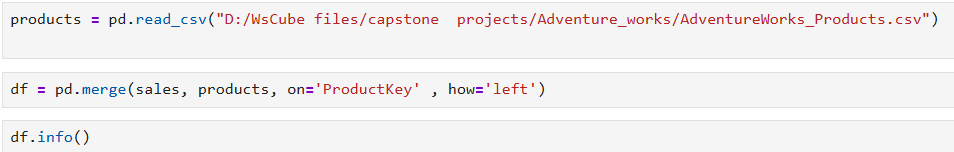 products = pd.read_csv("D:/WsCube files/capstone  projects/Adventure_works/AdventureWorks_Products.csv")
df = pd.merge(sales, products, on='ProductKey' , how='left')
df.info()